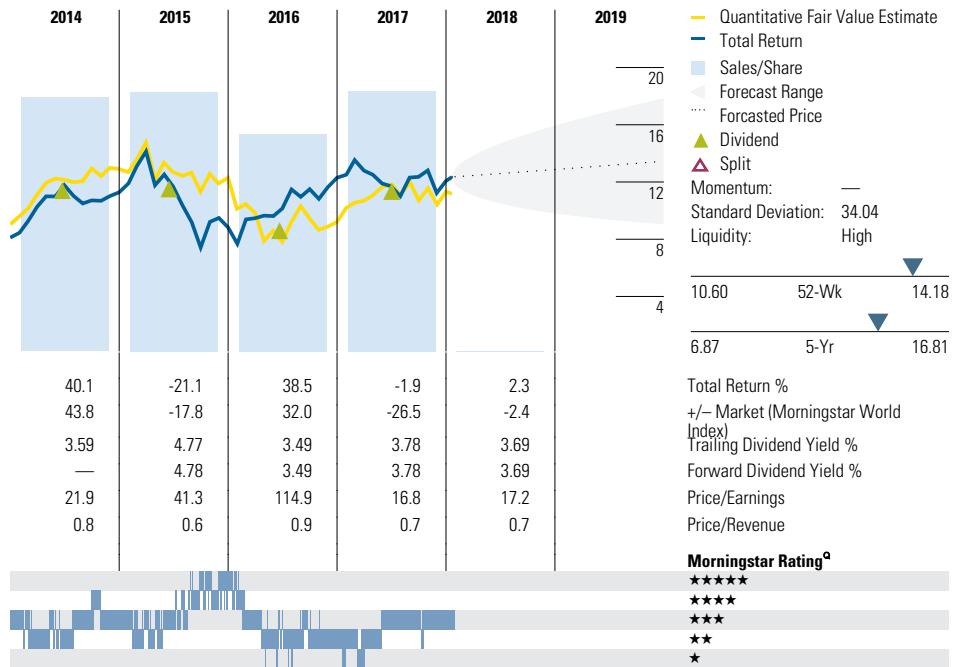 2014 2015 2016 2017 2018 2019
Quantitative Fair Value Estimate
Total Return
Sales/Share
Forecast Range
Forcasted Price
Dividend
Split
Momentum: —
Standard Deviation: 34.04
Liquidity: High
20
16
12
8
4
10.60 52-Wk 14.18
6.87 5-Yr 16.81
40.1 -21.1 38.5 -1.9 2.3 Total Return %
43.8 -17.8 32.0 -26.5 -2.4 +/– Market (Morningstar World
Index)
3.59 4.77 3.49 3.78 3.69 Trailing Dividend Yield %
— 4.78 3.49 3.78 3.69 Forward Dividend Yield %
21.9 41.3 114.9 16.8 17.2 Price/Earnings
0.8 0.6 0.9 0.7 0.7 Price/Revenue
Morningstar Rating Q
★★★★★
★★★★
★★★
★★
★